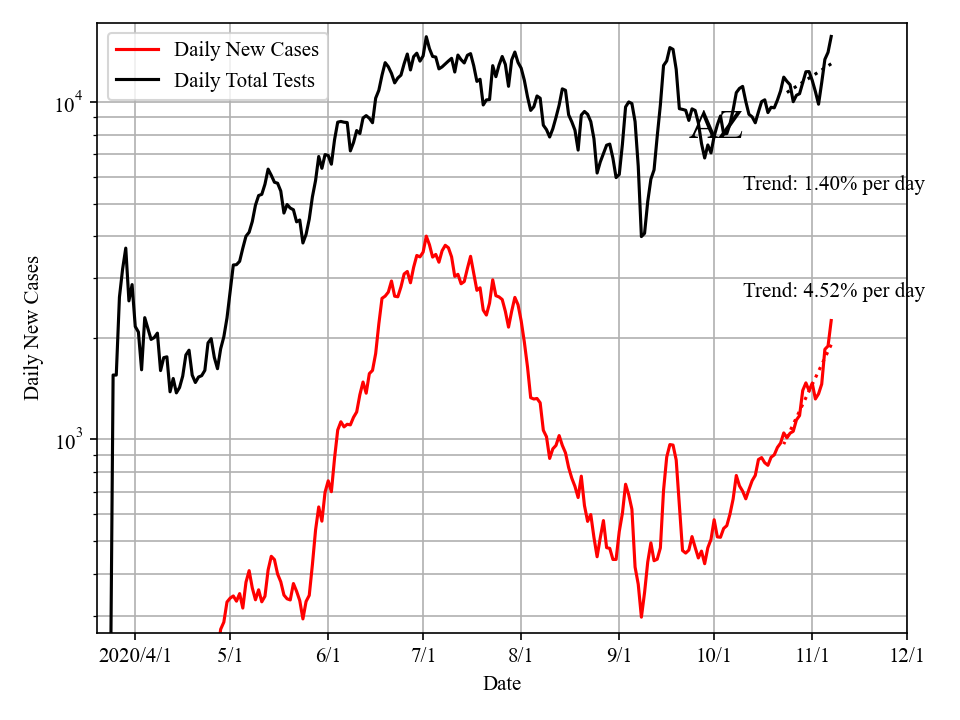 Daily New Cases
Daily Total Tests
10^4
AZ
Trend: 1.40% per day
Trend: 4.52% per day
Daily New Cases
10^3
2020/4/1 5/1 6/1 7/1 8/1 9/1 10/1 11/1 12/1
Date